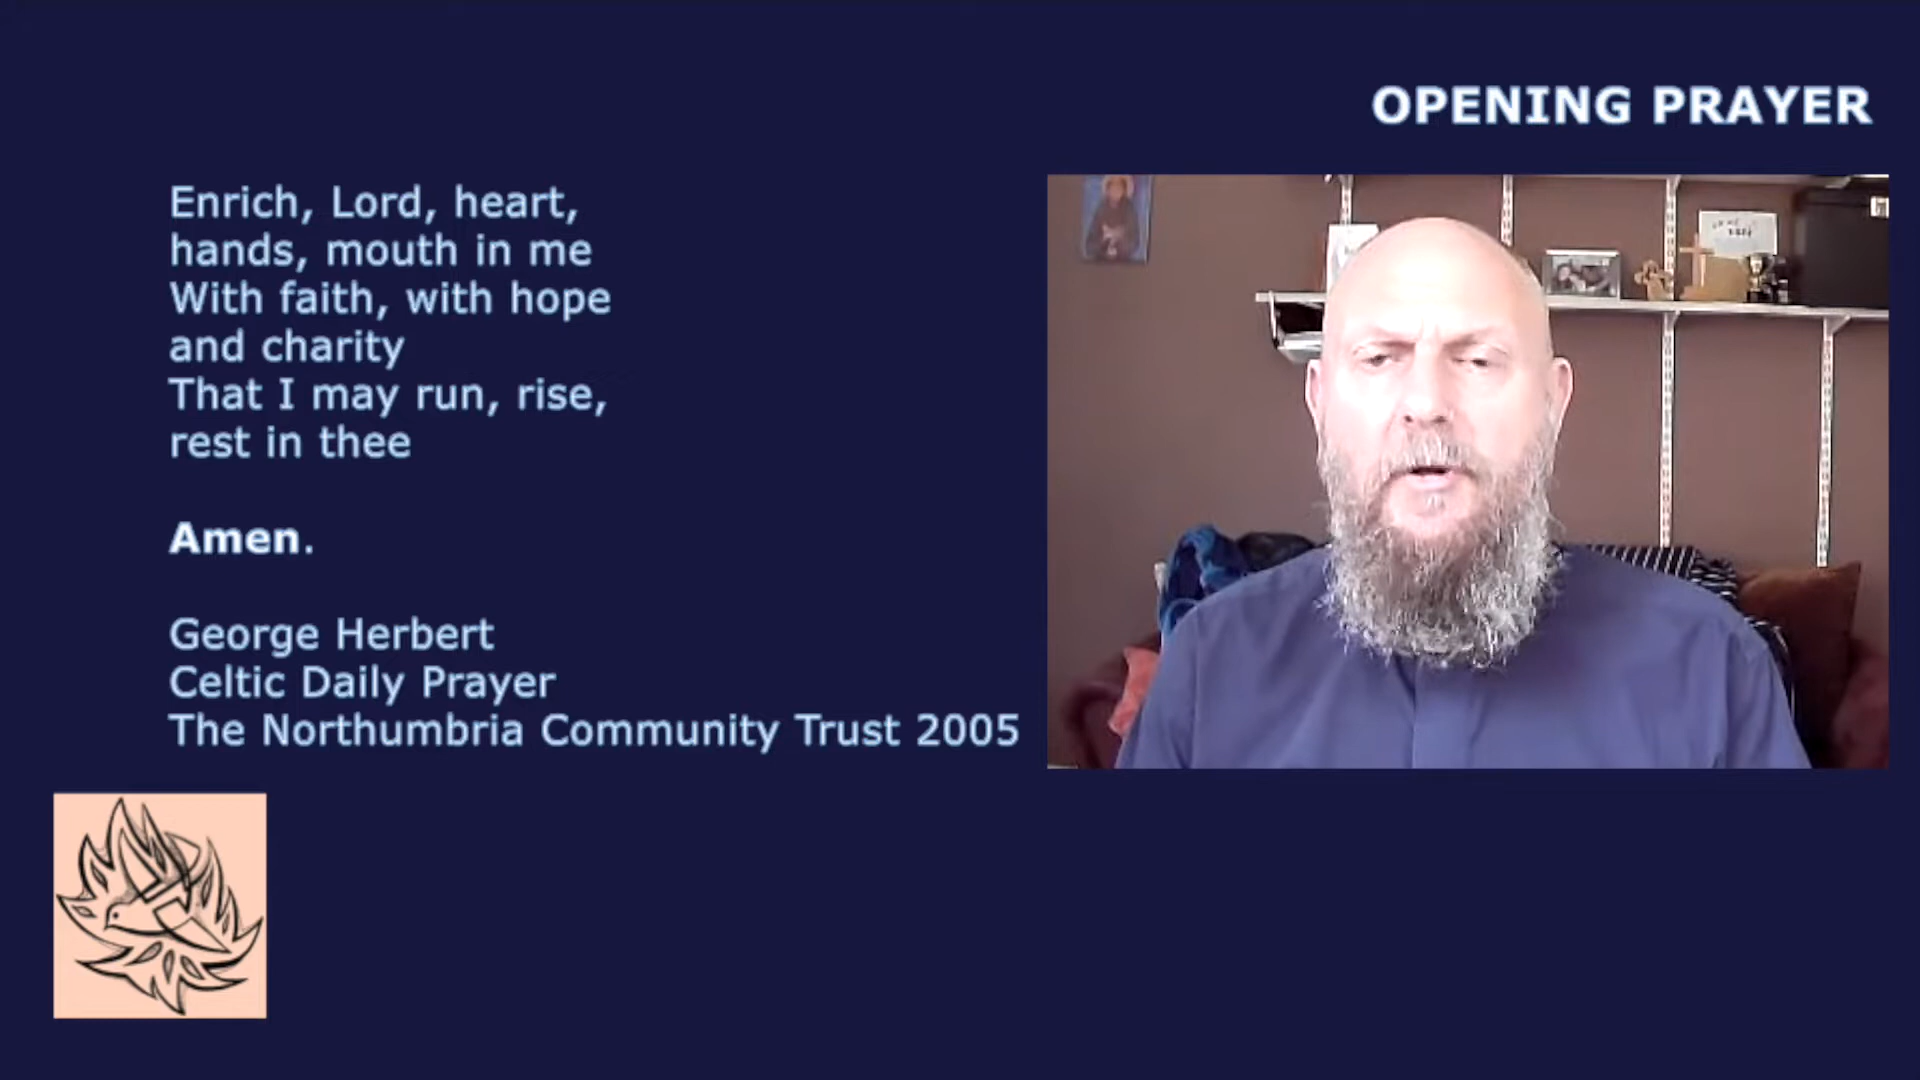 OPENING PRAYER
Enrich, Lord, heart,
hands, mouth in me
With faith, with hope
and charity
That I may run, rise,
rest in thee
Amen.
George Herbert
Celtic Daily Prayer
The Northumbria Community Trust 2005